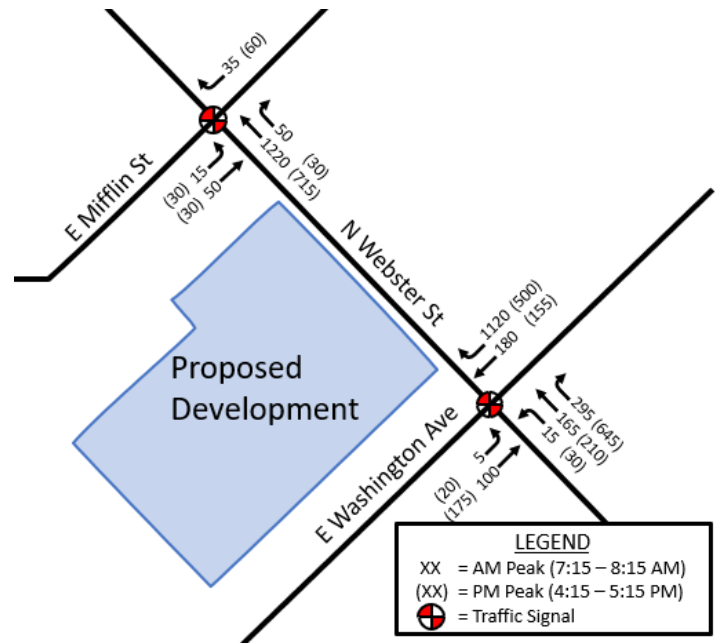 35 (60)
50 (30)
1220 (715)
E Mifflin St
(30) 15
(30) 50
N Webster St
Proposed
Development
1120 (500)
180 (155)
295 (645)
165 (210)
15 (30)
E Washington Ave
(20) 5
(175) 100
LEGEND
XX = AM Peak (7:15 – 8:15 AM)
(XX) = PM Peak (4:15 – 5:15 PM)
= Traffic Signal